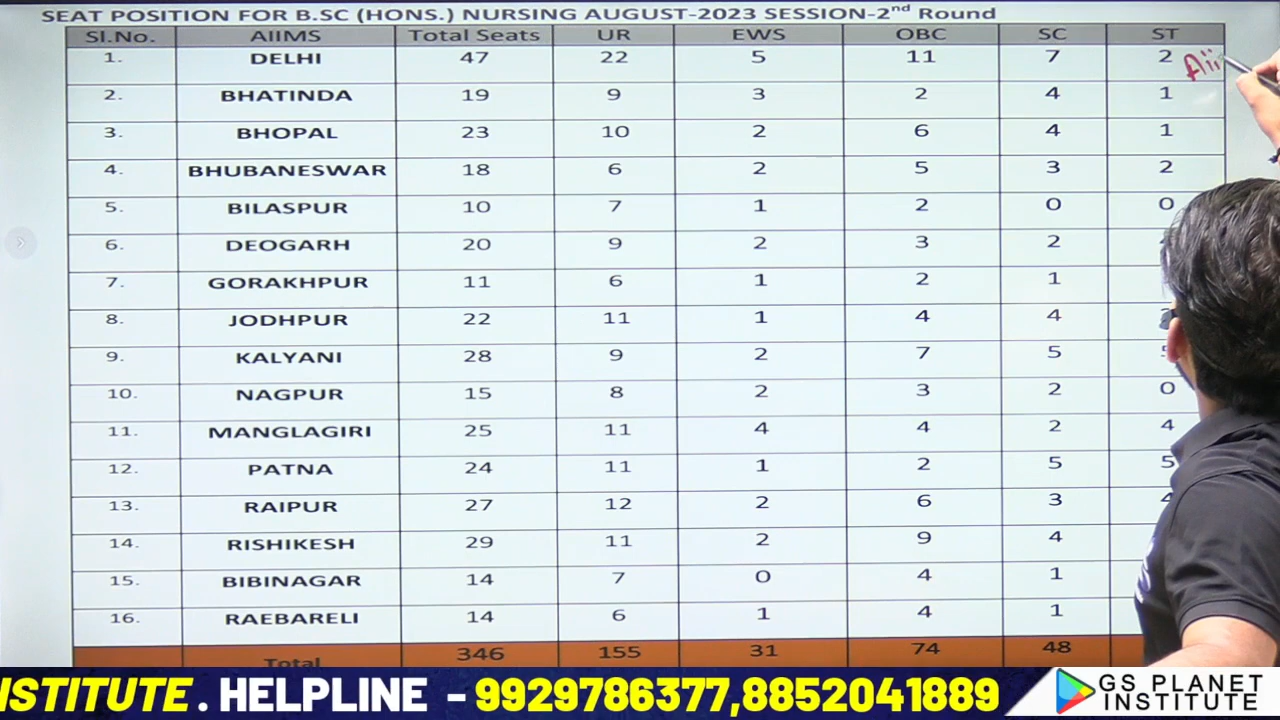 SEAT POSITION FOR B.SC (HONS.) NURSING AUGUST-2023 SESSION-2nd Round
Sl.No. AIIMS Total Seats UR EWS OBC SC ST
1. DELHI 47 22 5 11 7 2
2. BHATINDA 19 9 3 2 4 1
3. BHOPAL 23 10 2 6 4 1
4. BHUBANESWAR 18 6 2 5 3 2
5. BILASPUR 10 7 1 2 0 0
6. DEOGARH 20 9 2 3 2
7. GORAKHPUR 11 6 1 2 1
8. JODHPUR 22 11 1 4 4
9. KALYANI 28 9 2 7 5
10. NAGPUR 15 8 2 3 2 0
11. MANGLAGIRI 25 11 4 4 2 4
12. PATNA 24 11 1 2 5 5
13. RAIPUR 27 12 2 6 3 4
14. RISHIKESH 29 11 2 9 4
15. BIBINAGAR 14 7 0 4 1
16. RAEBARELI 14 6 1 4 1
Total 346 155 31 74 48
NSTITUTE . HELPLINE - 9929786377,8852041889
GS PLANET
INSTITUTE